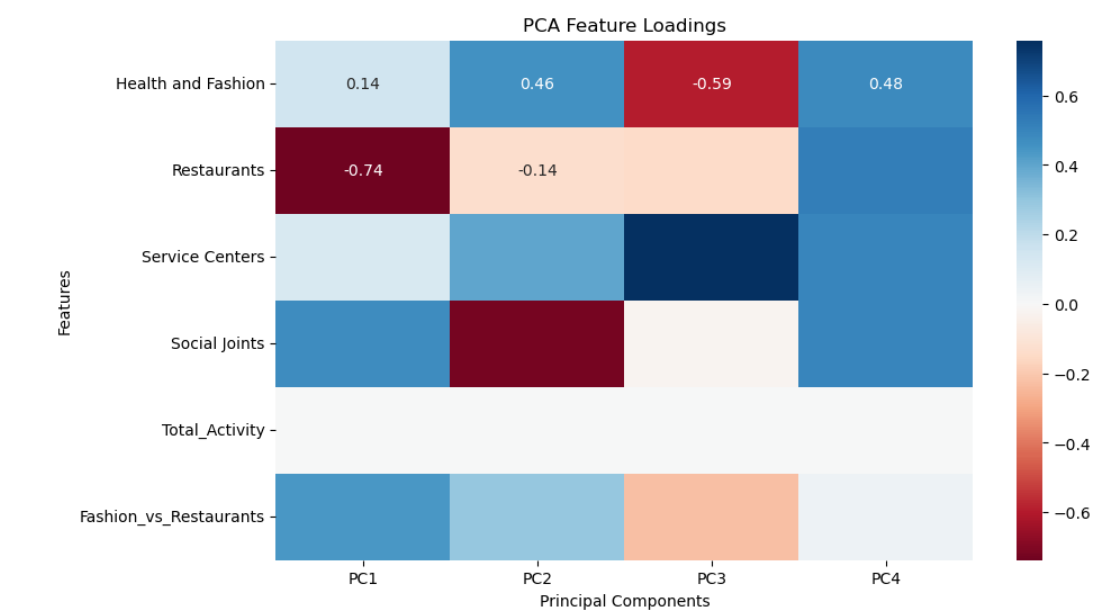 PCA Feature Loadings
Health and Fashion
0.14 0.46 -0.59 0.48
Restaurants
-0.74 -0.14
Service Centers
Social Joints
Total_Activity
Fashion_vs_Restaurants
Features
PC1 PC2 PC3 PC4
Principal Components
0.6
0.4
0.2
0.0
−0.2
−0.4
−0.6